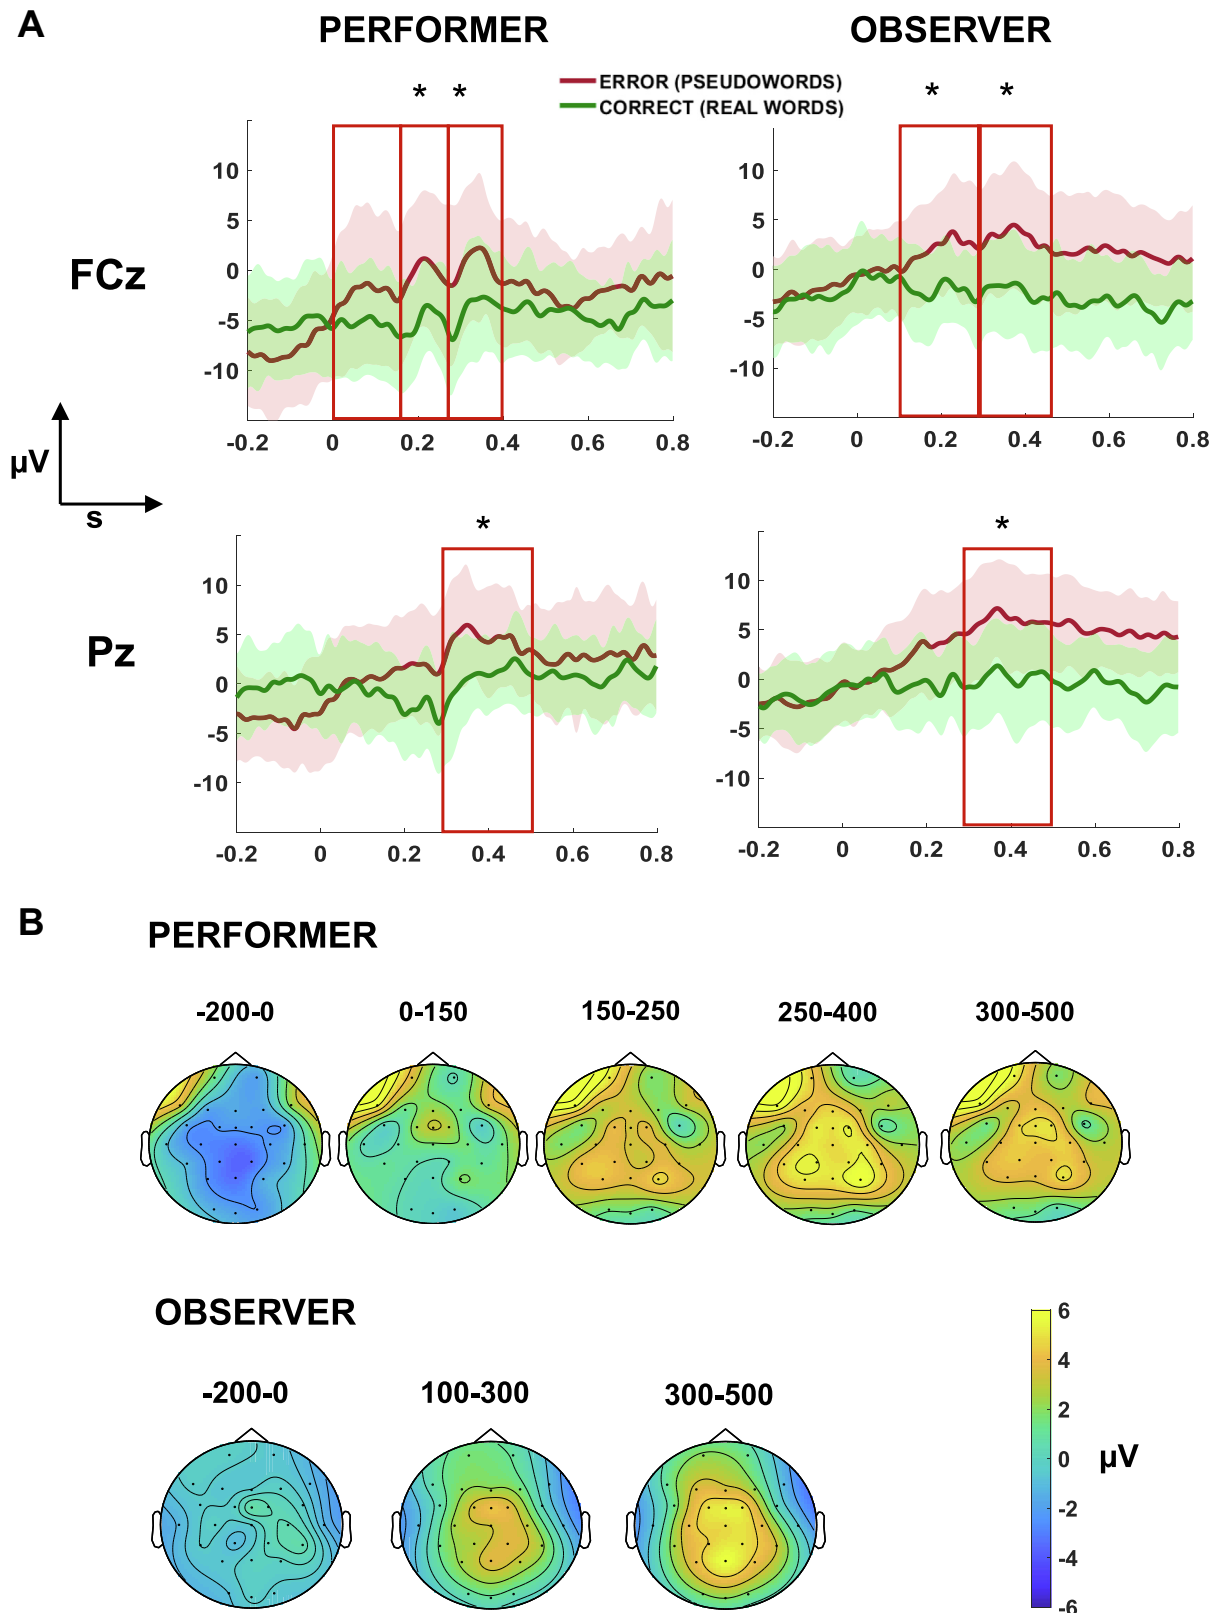 A
PERFORMER
OBSERVER
ERROR (PSEUDOWORDS)
CORRECT (REAL WORDS)
* *
* *
FCz
10
5
0
-5
-10
-0.2 0 0.2 0.4 0.6 0.8
10
5
0
-5
-10
-0.2 0 0.2 0.4 0.6 0.8
µV
s
*
*
Pz
10
5
0
-5
-10
-0.2 0 0.2 0.4 0.6 0.8
10
5
0
-5
-10
-0.2 0 0.2 0.4 0.6 0.8
B
PERFORMER
-200-0 0-150 150-250 250-400 300-500
OBSERVER
-200-0 100-300 300-500
6
4
2
0
-2
-4
-6
µV